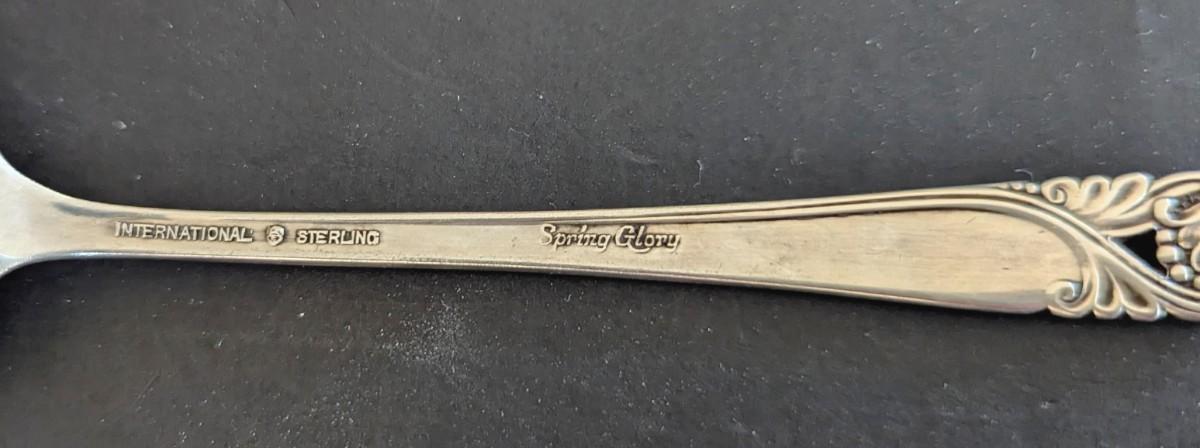 INTERNATIONAL STERLING
Spring Glory